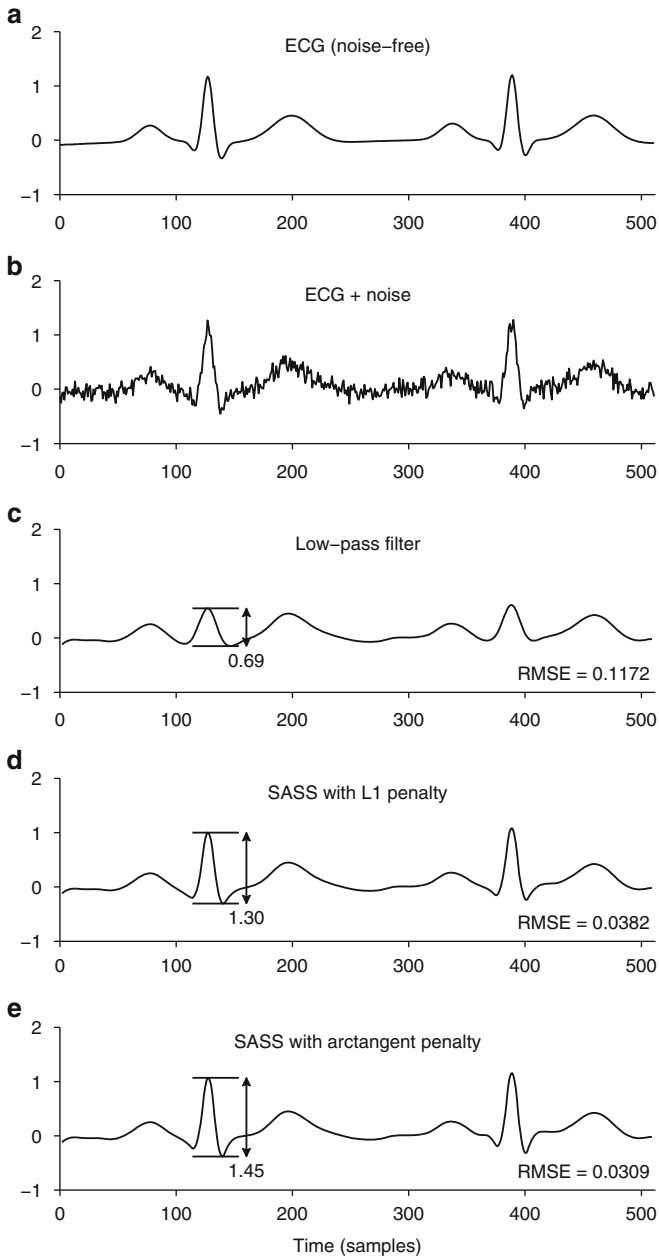 a
2
ECG (noise–free)
1
0
−1
0 100 200 300 400 500
b
2
ECG + noise
1
0
−1
0 100 200 300 400 500
c
2
Low–pass filter
1
0
0.69
RMSE = 0.1172
−1
0 100 200 300 400 500
d
2
SASS with L1 penalty
1
0
1.30
RMSE = 0.0382
−1
0 100 200 300 400 500
e
2
SASS with arctangent penalty
1
0
1.45
RMSE = 0.0309
−1
0 100 200 300 400 500
Time (samples)